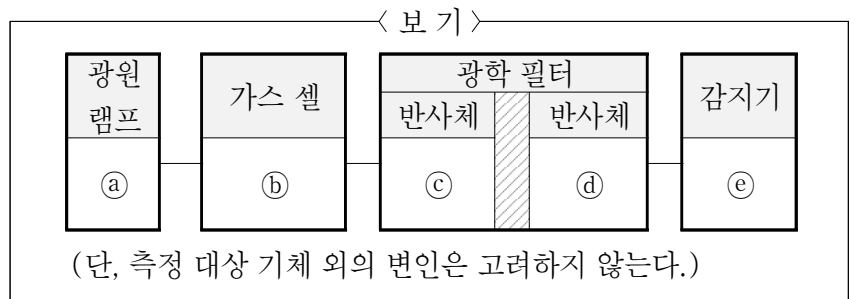 〈 보 기 〉
광원 램프
가스 셀
광학 필터
반사체
반사체
감지기
ⓐ
ⓑ
ⓒ
ⓓ
ⓔ
(단, 측정 대상 기체 외의 변인은 고려하지 않는다.)